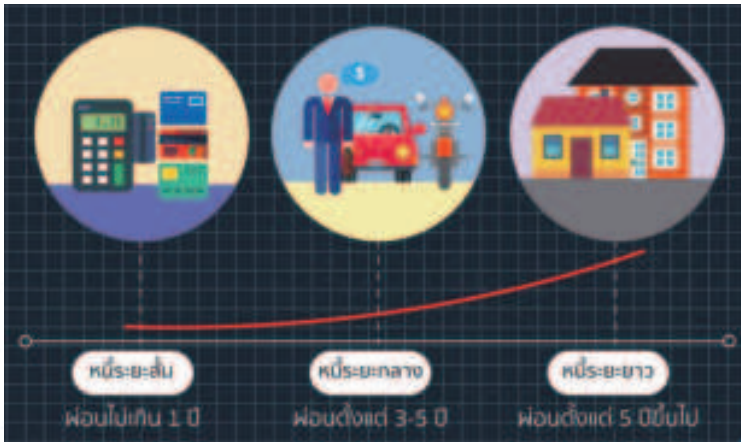 หนี้ระยะสั้น
ผ่อนไม่เกิน 1 ปี
หนี้ระยะกลาง
ผ่อนตั้งแต่ 3-5 ปี
หนี้ระยะยาว
ผ่อนตั้งแต่ 5 ปีขึ้นไป